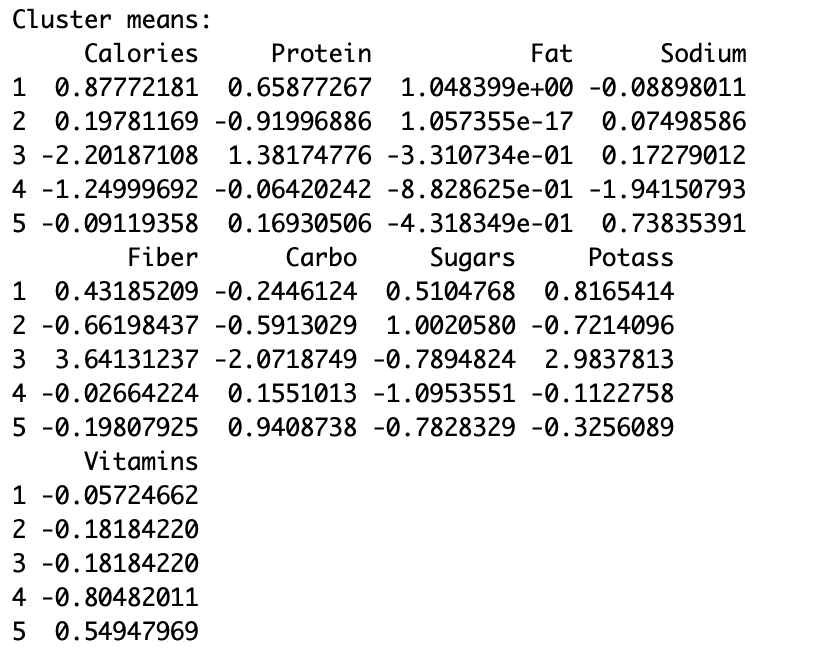 Cluster means:
     Calories     Protein           Fat      Sodium
1  0.87772181  0.65877267  1.048399e+00 -0.08898011
2  0.19781169 -0.91996886  1.057355e-17  0.07498586
3 -2.20187108  1.38174776 -3.310734e-01  0.17279012
4 -1.24999692 -0.06420242 -8.828625e-01 -1.94150793
5 -0.09119358  0.16930506 -4.318349e-01  0.73835391
        Fiber      Carbo     Sugars    Potass
1  0.43185209 -0.2446124  0.5104768  0.8165414
2 -0.66198437 -0.5913029  1.0020580 -0.7214096
3  3.64131237 -2.0718749 -0.7894824  2.9837813
4 -0.02664224  0.1551013 -1.0953551 -0.1122758
5 -0.19807925  0.9408738 -0.7828329 -0.3256089
     Vitamins
1 -0.05724662
2 -0.18184220
3 -0.18184220
4 -0.80482011
5  0.54947969